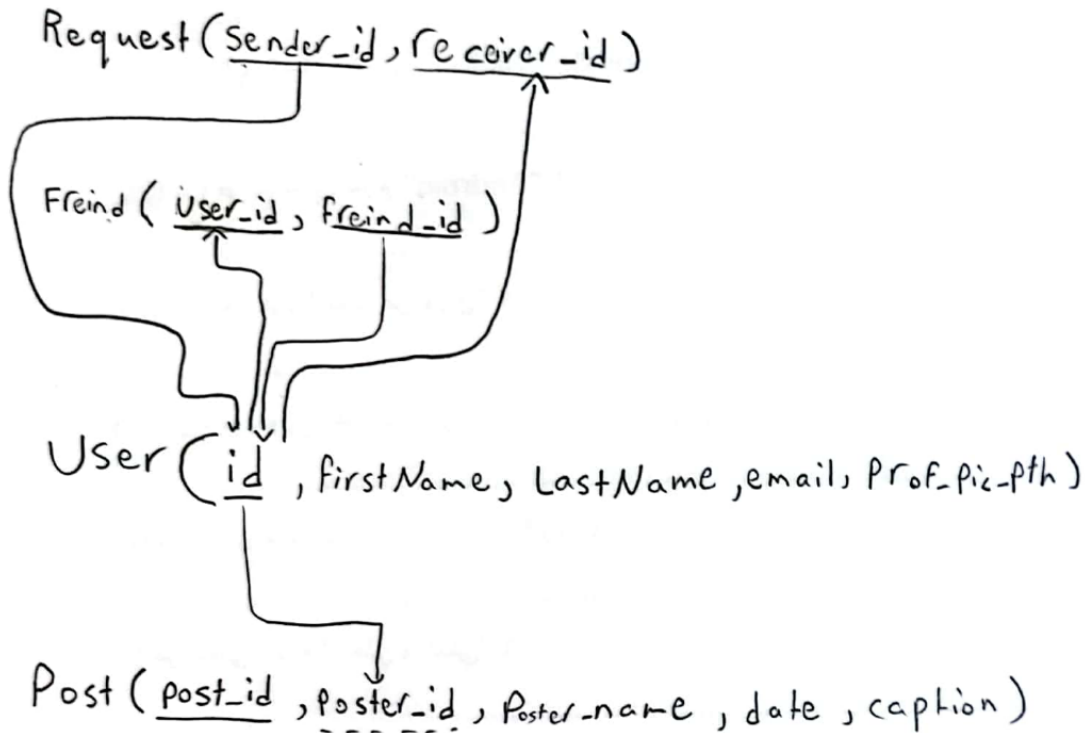 Request (sender_id, receiver_id)
Freind (user_id, freind_id)
User (id, firstName, LastName, email, Prof_pic_pth)
Post (post_id, poster_id, Poster_name, date, caption)